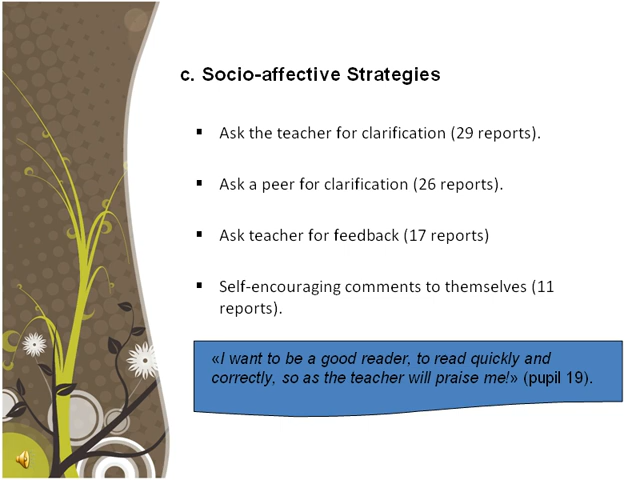 c. Socio-affective Strategies
▪ Ask the teacher for clarification (29 reports).
▪ Ask a peer for clarification (26 reports).
▪ Ask teacher for feedback (17 reports)
▪ Self-encouraging comments to themselves (11
reports).
«I want to be a good reader, to read quickly and
correctly, so as the teacher will praise me!» (pupil 19).